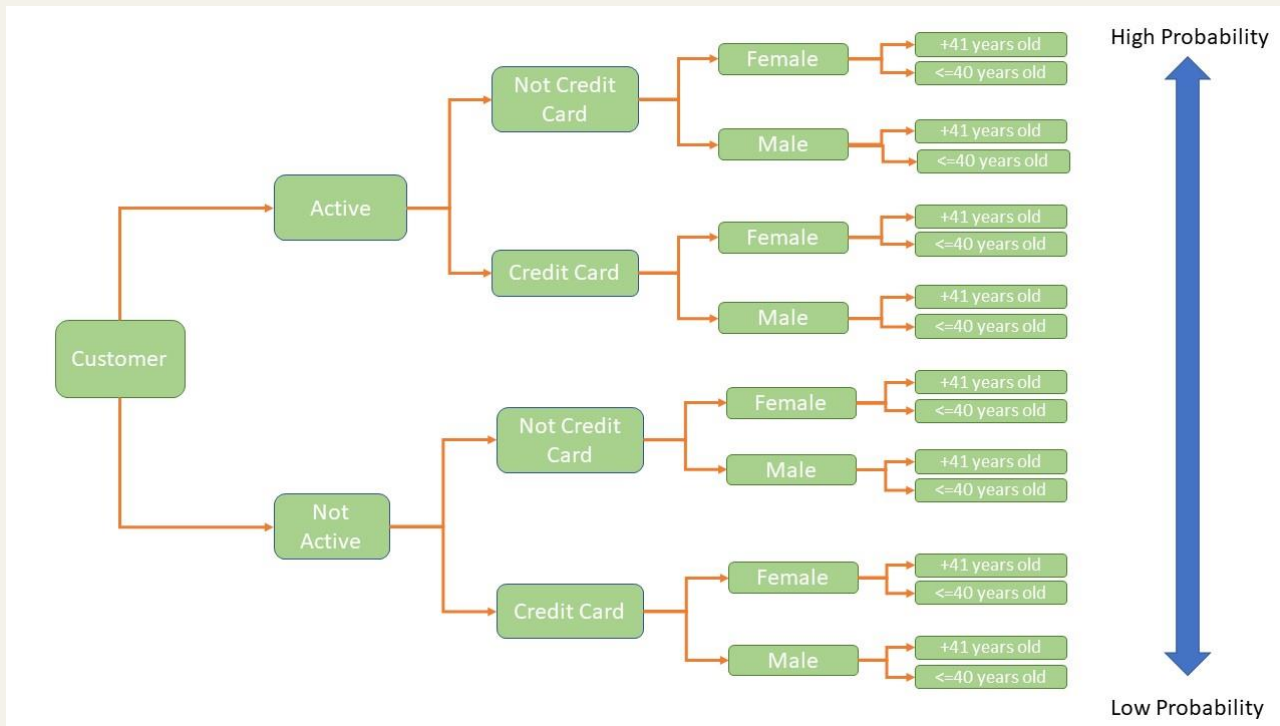 High Probability
Customer
Active
Not Credit
Card
Female
+41 years old
<=40 years old
Male
+41 years old
<=40 years old
Credit Card
Female
+41 years old
<=40 years old
Male
+41 years old
<=40 years old
Not
Active
Not Credit
Card
Female
+41 years old
<=40 years old
Male
+41 years old
<=40 years old
Credit Card
Female
+41 years old
<=40 years old
Male
+41 years old
<=40 years old
Low Probability